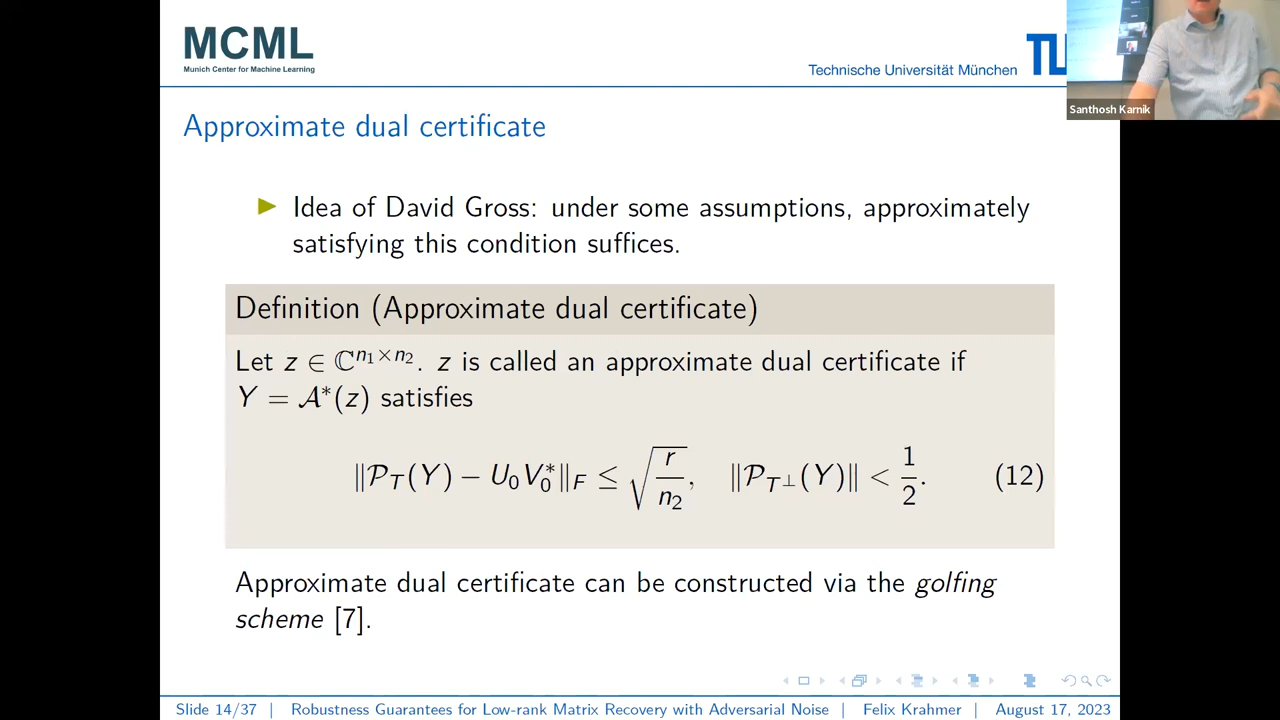 MCML
Munich Center for Machine Learning
Technische Universität München
Santhosh Karnik
Approximate dual certificate
Idea of David Gross: under some assumptions, approximately
satisfying this condition suffices.
Definition (Approximate dual certificate)
Let z ∈ ℂ^{n₁×n₂}. z is called an approximate dual certificate if
Y = 𝒜*(z) satisfies
‖𝒫_T(Y) − U₀V₀*‖_F ≤ √(r/n₂), ‖𝒫_{T⊥}(Y)‖ < 1/2. (12)
Approximate dual certificate can be constructed via the golfing
scheme [7].
Slide 14/37 | Robustness Guarantees for Low-rank Matrix Recovery with Adversarial Noise | Felix Krahmer | August 17, 2023